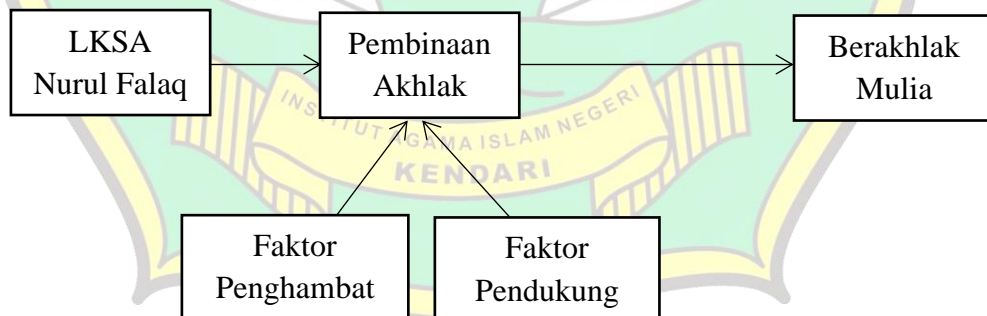 LKSA
Nurul Falaq
Pembinaan
Akhlak
Berakhlak
Mulia
INSTITUT AGAMA ISLAM NEGERI
KENDARI
Faktor
Penghambat
Faktor
Pendukung